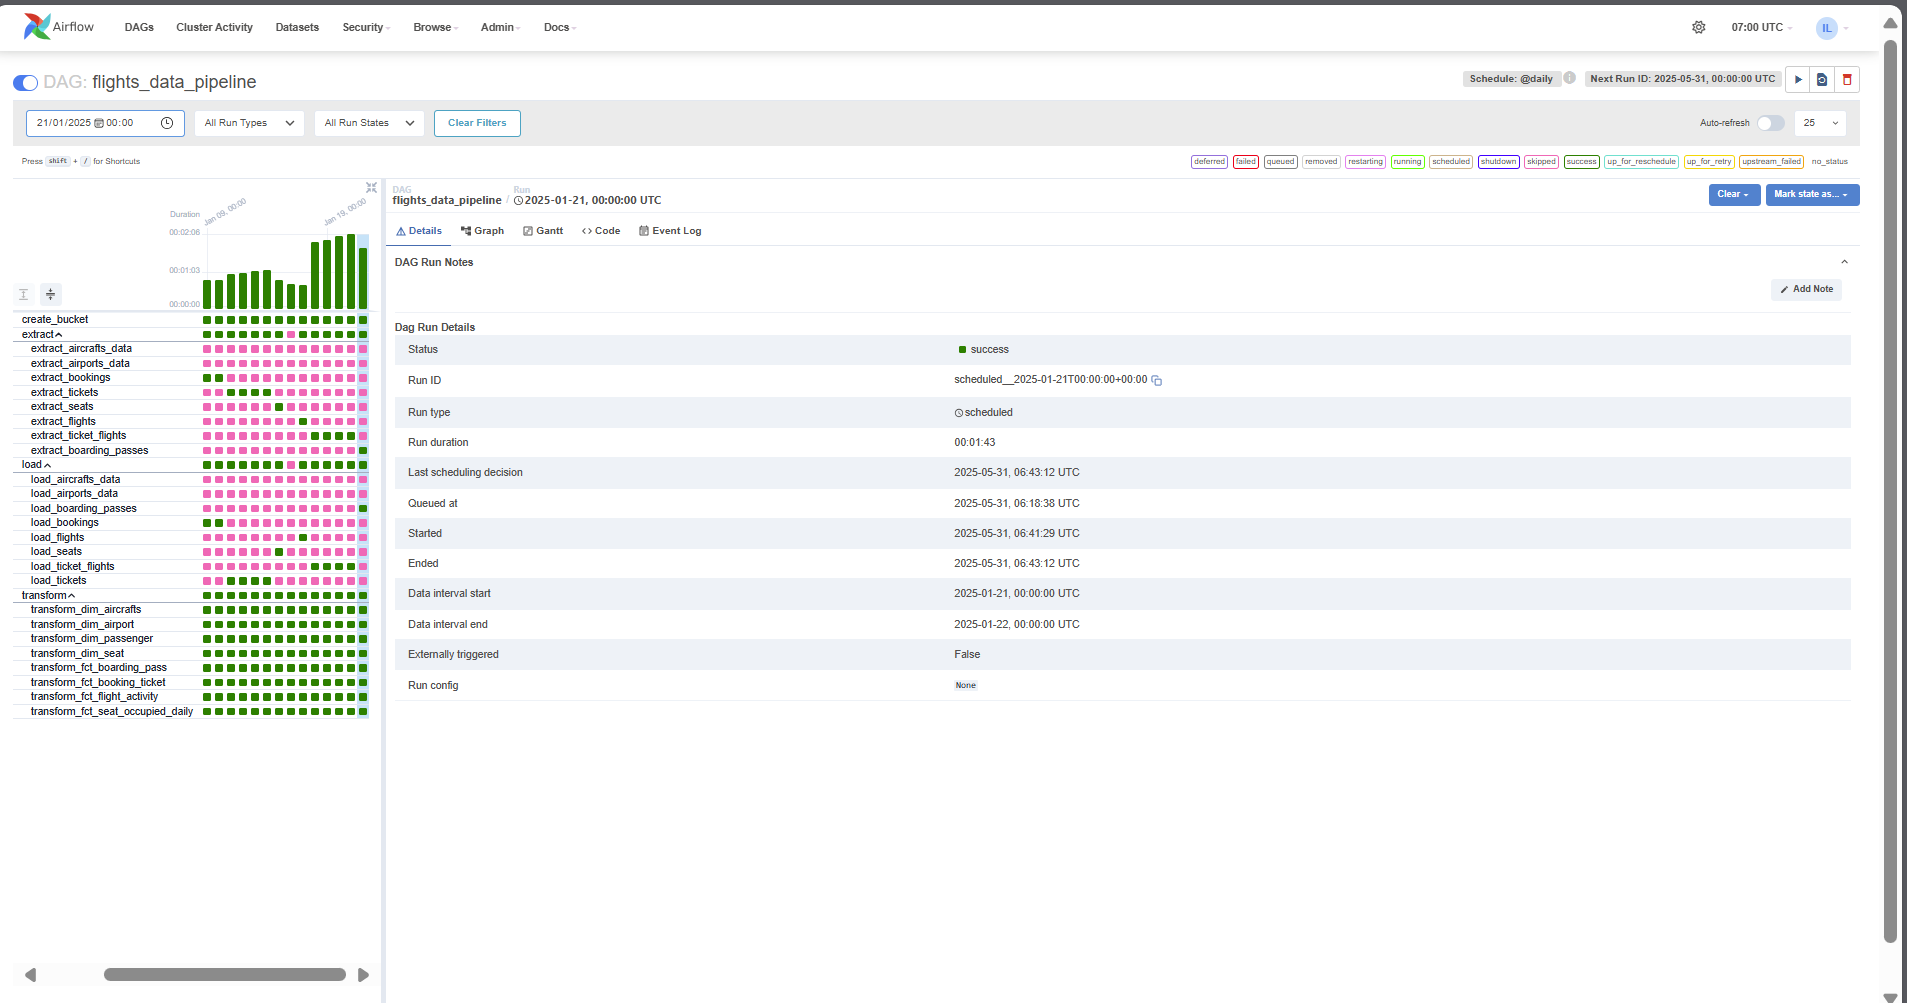 Airflow DAGs Cluster Activity Datasets Security Browse Admin Docs 07:00 UTC IL
DAG: flights_data_pipeline
Schedule: @daily Next Run ID: 2025-05-31, 00:00:00 UTC
21/01/2025 00:00 All Run Types All Run States Clear Filters Auto-refresh 25
Press shift + / for Shortcuts
deferred failed queued removed restarting running scheduled shutdown skipped success up_for_reschedule up_for_retry upstream_failed no_status
Duration
Jan 09, 00:00
Jan 19, 00:00
00:02:06
00:01:03
00:00:00
create_bucket
extract
extract_aircrafts_data
extract_airports_data
extract_bookings
extract_tickets
extract_seats
extract_flights
extract_ticket_flights
extract_boarding_passes
load
load_aircrafts_data
load_airports_data
load_boarding_passes
load_bookings
load_flights
load_seats
load_ticket_flights
load_tickets
transform
transform_dim_aircrafts
transform_dim_airport
transform_dim_passenger
transform_dim_seat
transform_fct_boarding_pass
transform_fct_booking_ticket
transform_fct_flight_activity
transform_fct_seat_occupied_daily
DAG Run
flights_data_pipeline / 2025-01-21, 00:00:00 UTC
Clear Mark state as...
Details Graph Gantt Code Event Log
DAG Run Notes
Add Note
Dag Run Details
Status success
Run ID scheduled__2025-01-21T00:00:00+00:00
Run type scheduled
Run duration 00:01:43
Last scheduling decision 2025-05-31, 06:43:12 UTC
Queued at 2025-05-31, 06:18:38 UTC
Started 2025-05-31, 06:41:29 UTC
Ended 2025-05-31, 06:43:12 UTC
Data interval start 2025-01-21, 00:00:00 UTC
Data interval end 2025-01-22, 00:00:00 UTC
Externally triggered False
Run config None